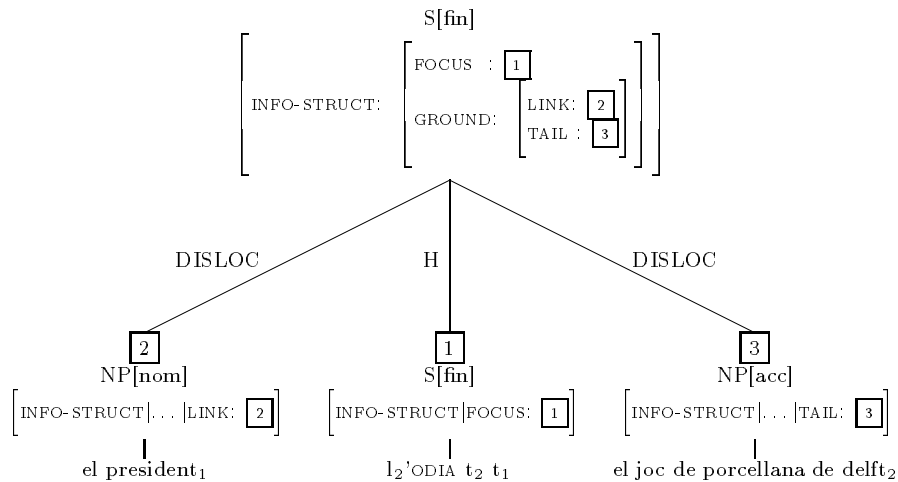 S[fin]
FOCUS : 1
INFO-STRUCT:
LINK: 2
GROUND:
TAIL : 3
DISLOC H DISLOC
2 1 3
NP[nom] S[fin] NP[acc]
[INFO-STRUCT|...|LINK: 2] [INFO-STRUCT|FOCUS: 1] [INFO-STRUCT|...|TAIL: 3]
el president₁ l₂'ODIA t₂ t₁ el joc de porcellana de delft₂